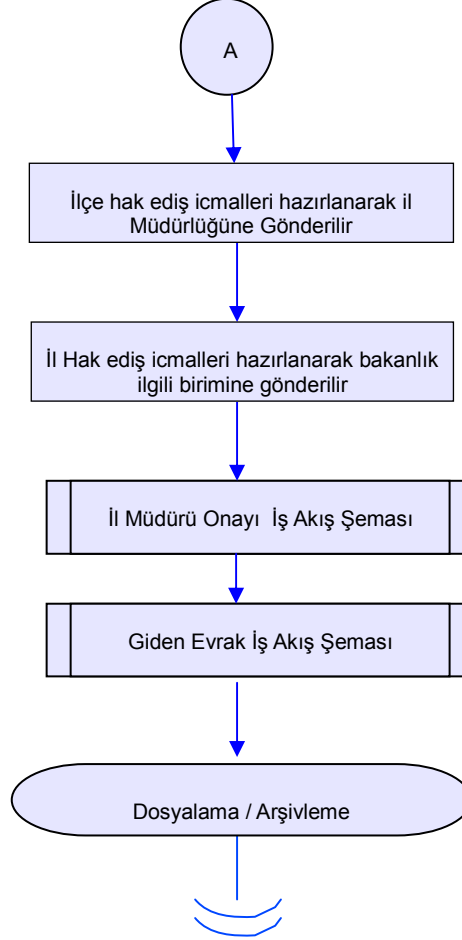 A
İlçe hak ediş icmalleri hazırlanarak il
Müdürlüğüne Gönderilir
İl Hak ediş icmalleri hazırlanarak bakanlık
ilgili birimine gönderilir
İl Müdürü Onayı  İş Akış Şeması
Giden Evrak İş Akış Şeması
Dosyalama / Arşivleme